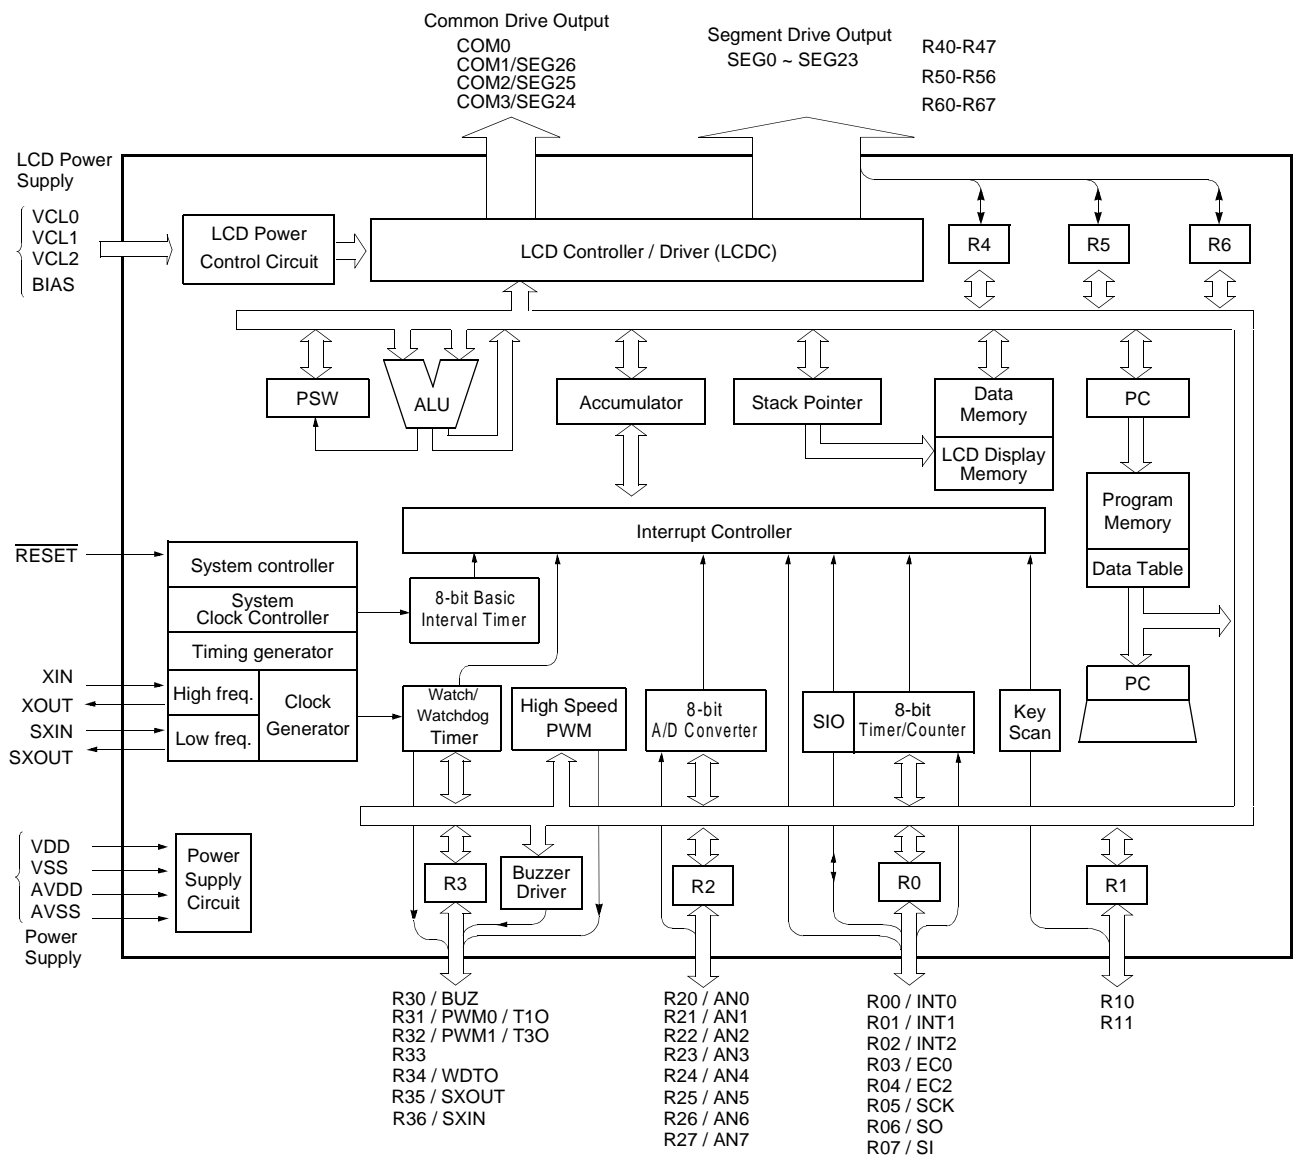 Common Drive Output
COM0
COM1/SEG26
COM2/SEG25
COM3/SEG24
Segment Drive Output
SEG0 ~ SEG23
R40-R47
R50-R56
R60-R67
LCD Power
Supply
VCL0
VCL1
VCL2
BIAS
LCD Power
Control Circuit
LCD Controller / Driver (LCDC)
R4
R5
R6
PSW
ALU
Accumulator
Stack Pointer
Data
Memory
LCD Display
Memory
PC
Program
Memory
Data Table
PC
Interrupt Controller
RESET
System controller
System
Clock Controller
Timing generator
High freq.
Low freq.
Clock
Generator
XIN
XOUT
SXIN
SXOUT
8-bit Basic
Interval Timer
Watch/
Watchdog
Timer
High Speed
PWM
8-bit
A/D Converter
SIO
8-bit
Timer/Counter
Key
Scan
VDD
VSS
AVDD
AVSS
Power
Supply
Power
Supply
Circuit
R3
Buzzer
Driver
R2
R0
R1
R30 / BUZ
R31 / PWM0 / T1O
R32 / PWM1 / T3O
R33
R34 / WDTO
R35 / SXOUT
R36 / SXIN
R20 / AN0
R21 / AN1
R22 / AN2
R23 / AN3
R24 / AN4
R25 / AN5
R26 / AN6
R27 / AN7
R00 / INT0
R01 / INT1
R02 / INT2
R03 / EC0
R04 / EC2
R05 / SCK
R06 / SO
R07 / SI
R10
R11